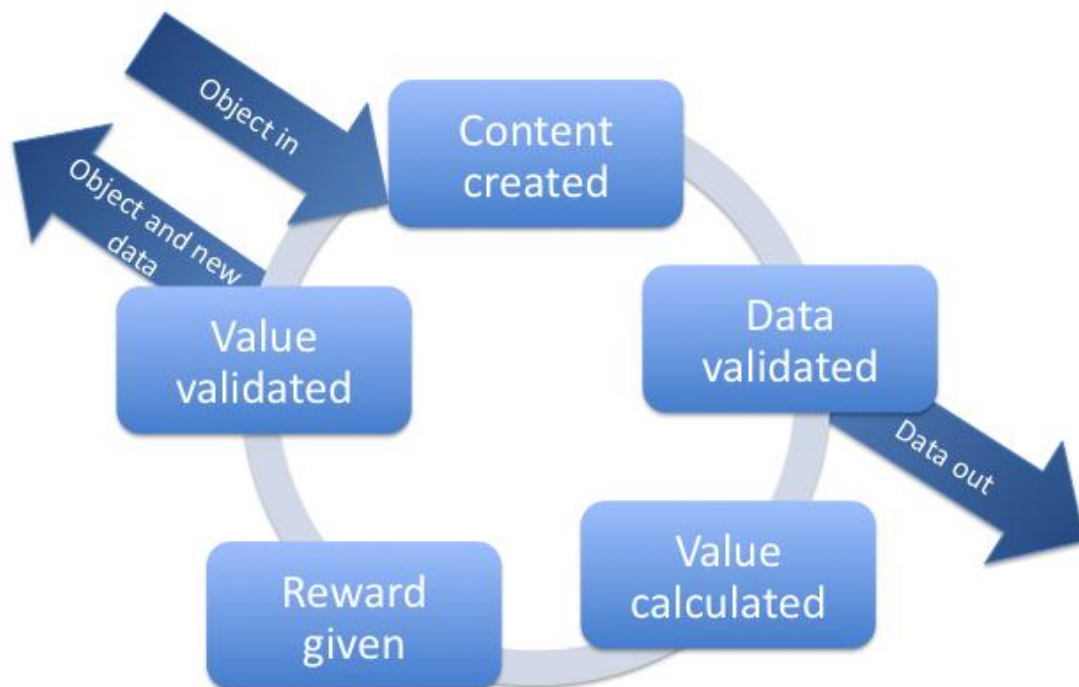 Object in
Content
created
Object and new
data
Value
validated
Data
validated
Data out
Value
calculated
Reward
given